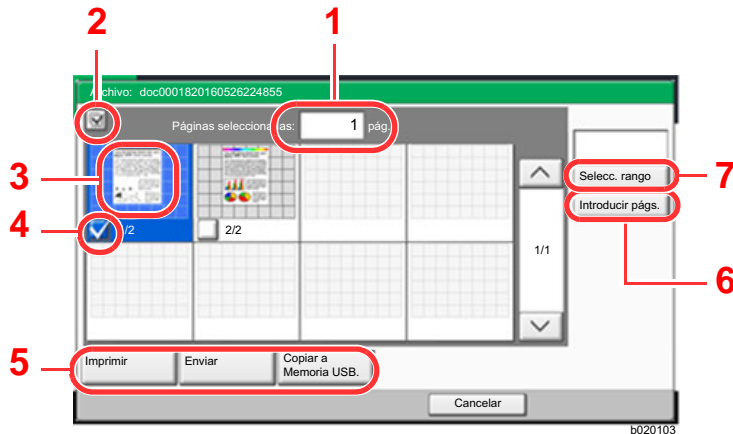 2
1
Archivo: doc0001820160526224855
Páginas seleccionadas: 1 pág.
3
4
/2
2/2
1/1
Selecc. rango
7
Introducir págs.
6
5
Imprimir
Enviar
Copiar a
Memoria USB.
Cancelar
b020103